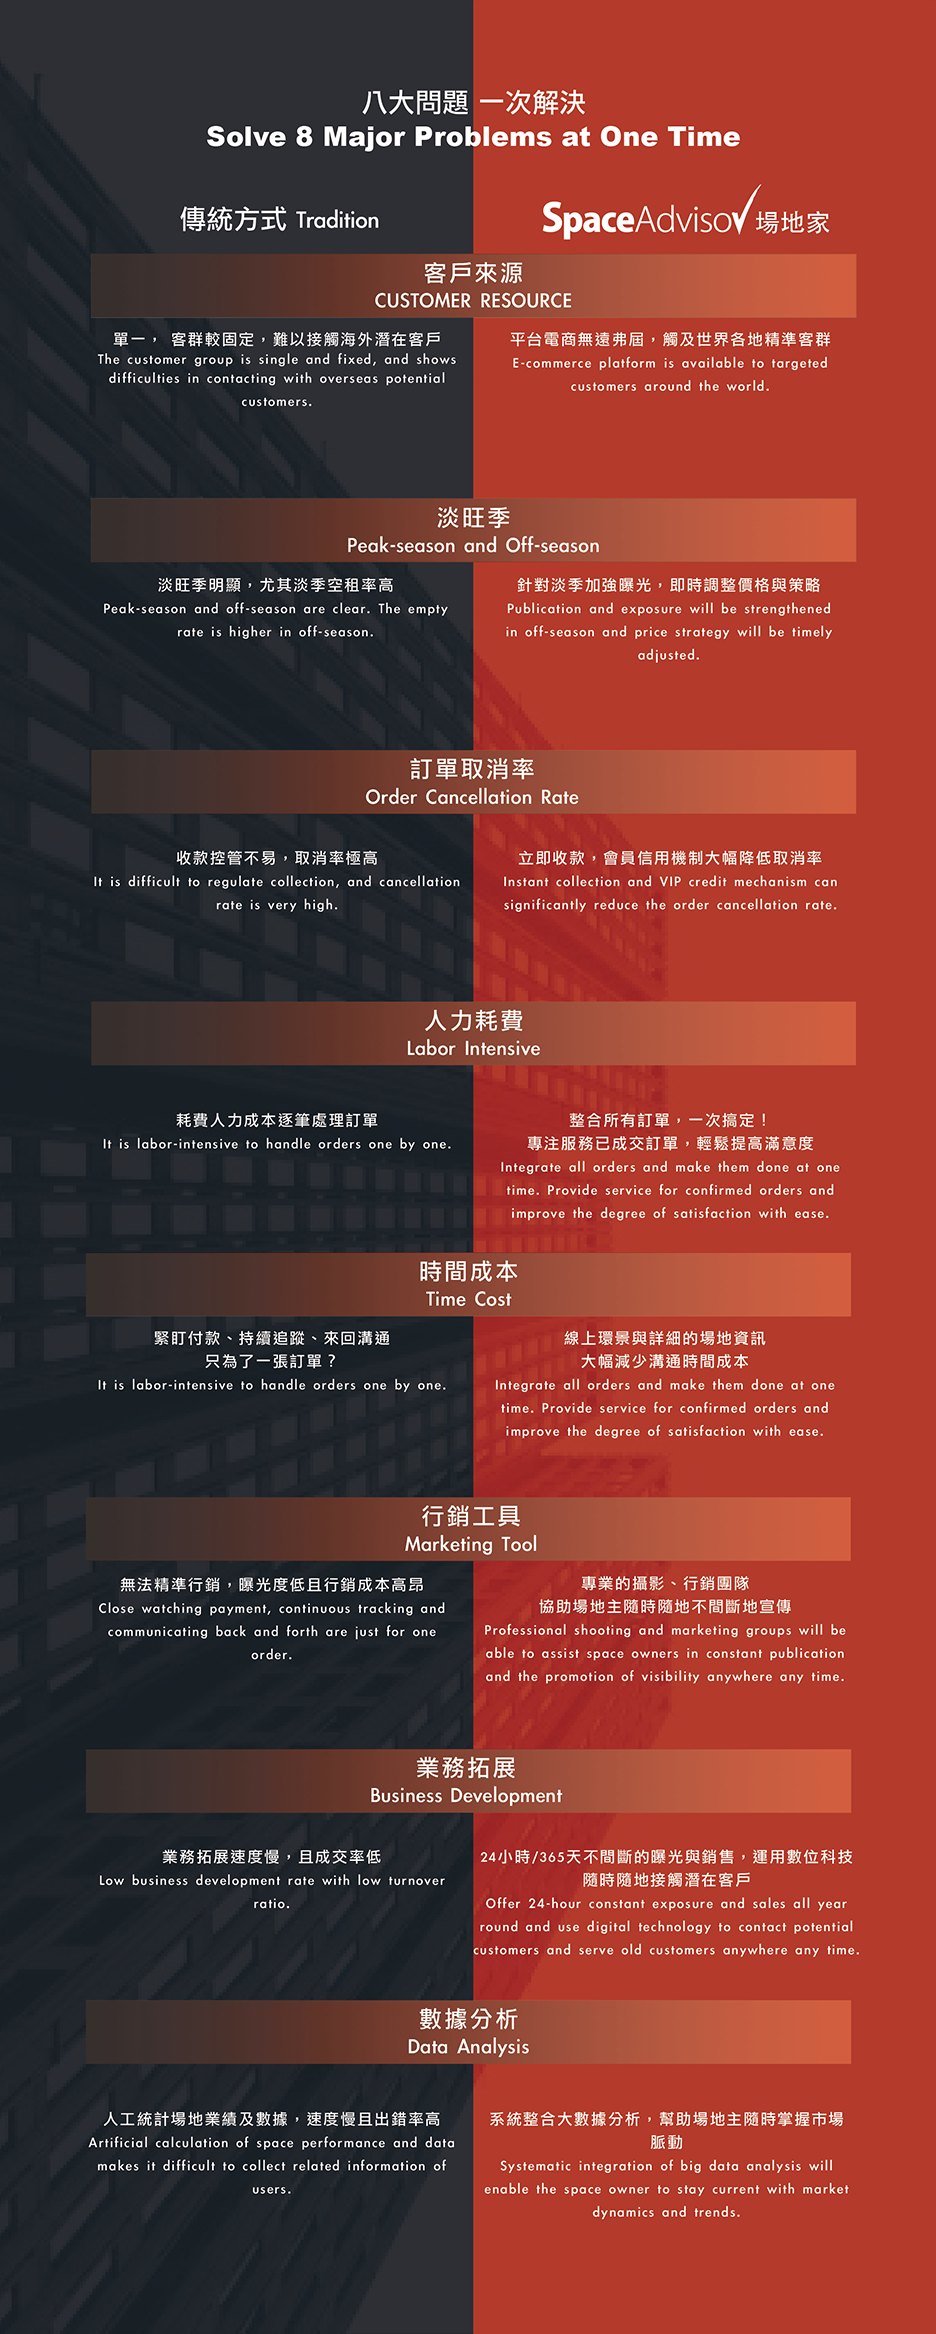 八大問題 一次解決
Solve 8 Major Problems at One Time
傳統方式 Tradition
SpaceAdvisor 場地家
客戶來源
CUSTOMER RESOURCE
單一， 客群較固定，難以接觸海外潛在客戶
The customer group is single and fixed, and shows
difficulties in contacting with overseas potential
customers.
平台電商無遠弗屆，觸及世界各地精準客群
E-commerce platform is available to targeted
customers around the world.
淡旺季
Peak-season and Off-season
淡旺季明顯，尤其淡季空租率高
Peak-season and off-season are clear. The empty
rate is higher in off-season.
針對淡季加強曝光，即時調整價格與策略
Publication and exposure will be strengthened
in off-season and price strategy will be timely
adjusted.
訂單取消率
Order Cancellation Rate
收款控管不易，取消率極高
It is difficult to regulate collection, and cancellation
rate is very high.
立即收款，會員信用機制大幅降低取消率
Instant collection and VIP credit mechanism can
significantly reduce the order cancellation rate.
人力耗費
Labor Intensive
耗費人力成本逐筆處理訂單
It is labor-intensive to handle orders one by one.
整合所有訂單，一次搞定！
專注服務已成交訂單，輕鬆提高滿意度
Integrate all orders and make them done at one
time. Provide service for confirmed orders and
improve the degree of satisfaction with ease.
時間成本
Time Cost
緊盯付款、持續追蹤、來回溝通
只為了一張訂單？
It is labor-intensive to handle orders one by one.
線上環景與詳細的場地資訊
大幅減少溝通時間成本
Integrate all orders and make them done at one
time. Provide service for confirmed orders and
improve the degree of satisfaction with ease.
行銷工具
Marketing Tool
無法精準行銷，曝光度低且行銷成本高昂
Close watching payment, continuous tracking and
communicating back and forth are just for one
order.
專業的攝影、行銷團隊
協助場地主隨時隨地不間斷地宣傳
Professional shooting and marketing groups will be
able to assist space owners in constant publication
and the promotion of visibility anywhere any time.
業務拓展
Business Development
業務拓展速度慢，且成交率低
Low business development rate with low turnover
ratio.
24小時/365天不間斷的曝光與銷售，運用數位科技
隨時隨地接觸潛在客戶
Offer 24-hour constant exposure and sales all year
round and use digital technology to contact potential
customers and serve old customers anywhere any time.
數據分析
Data Analysis
人工統計場地業績及數據，速度慢且出錯率高
Artificial calculation of space performance and data
makes it difficult to collect related information of
users.
系統整合大數據分析，幫助場地主隨時掌握市場
脈動
Systematic integration of big data analysis will
enable the space owner to stay current with market
dynamics and trends.